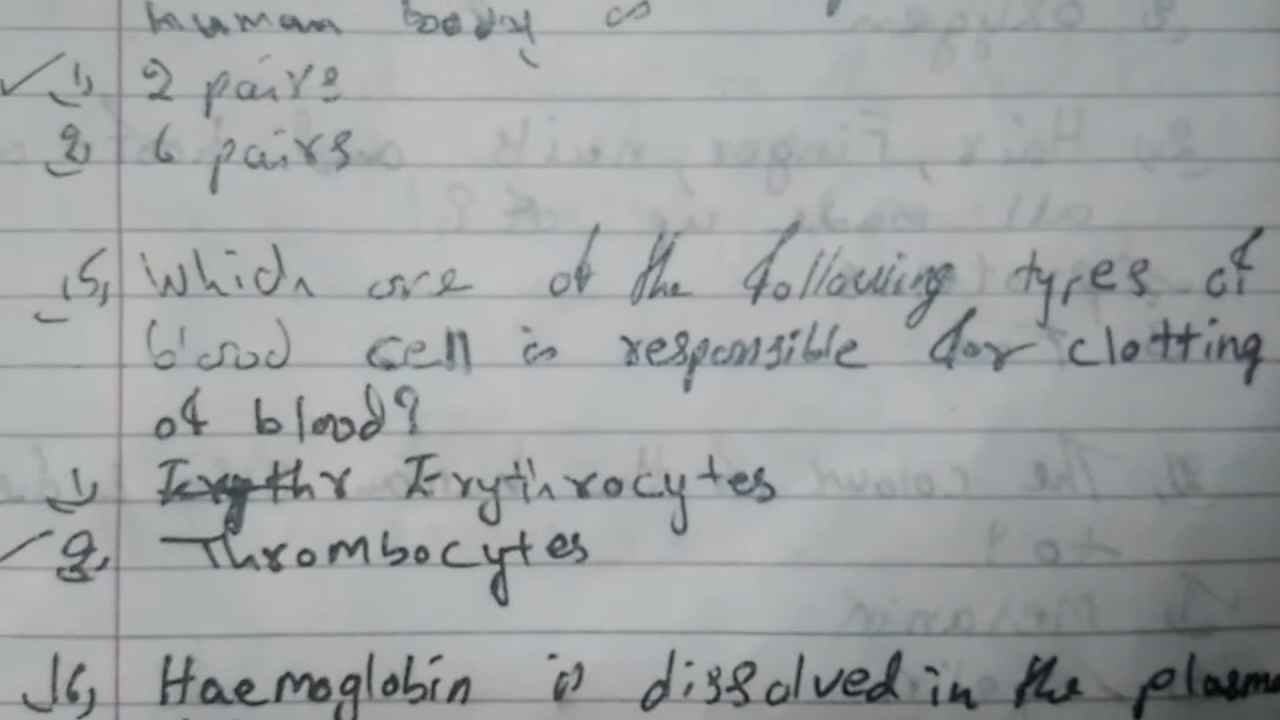 human body is
1, 2 pairs
2, 6 pairs
15, Which one of the following types of
blood cell is responsible for clotting
of blood?
1, Erythr Erythrocytes
2, Thrombocytes
16, Haemoglobin is dissolved in the plasma